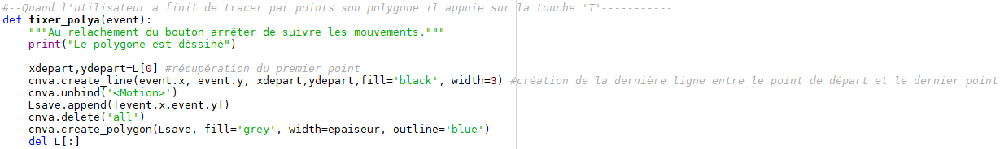 #--Quand l'utilisateur a finit de tracer par points son polygone il appuie sur la touche 'T'-----------
def fixer_polya(event):
    """Au relachement du bouton arrêter de suivre les mouvements."""
    print("Le polygone est déssiné")
    xdepart,ydepart=L[0] #récupération du premier point
    cnva.create_line(event.x, event.y, xdepart,ydepart,fill='black', width=3) #création de la dernière ligne entre le point de départ et le dernier point
    cnva.unbind('<Motion>')
    Lsave.append([event.x,event.y])
    cnva.delete('all')
    cnva.create_polygon(Lsave, fill='grey', width=epaiseur, outline='blue')
    del L[:]